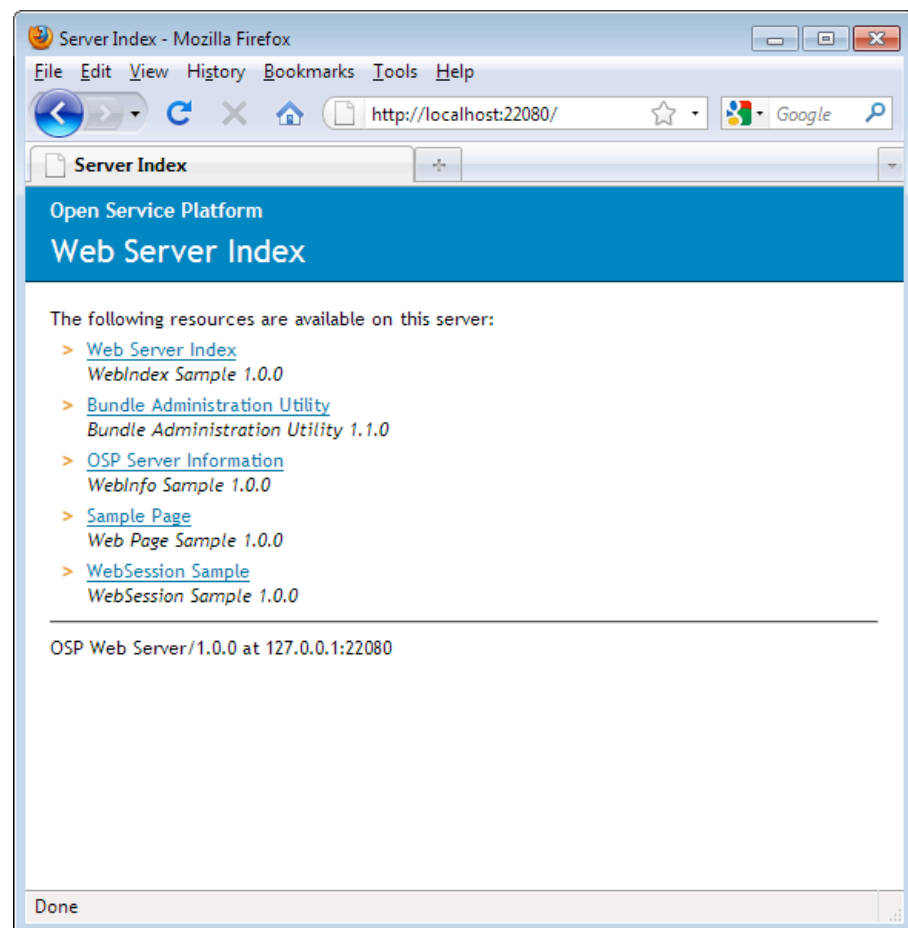 Server Index - Mozilla Firefox
File Edit View History Bookmarks Tools Help
http://localhost:22080/ Google
Server Index
Open Service Platform
Web Server Index
The following resources are available on this server:
> Web Server Index
WebIndex Sample 1.0.0
> Bundle Administration Utility
Bundle Administration Utility 1.1.0
> OSP Server Information
WebInfo Sample 1.0.0
> Sample Page
Web Page Sample 1.0.0
> WebSession Sample
WebSession Sample 1.0.0
OSP Web Server/1.0.0 at 127.0.0.1:22080
Done